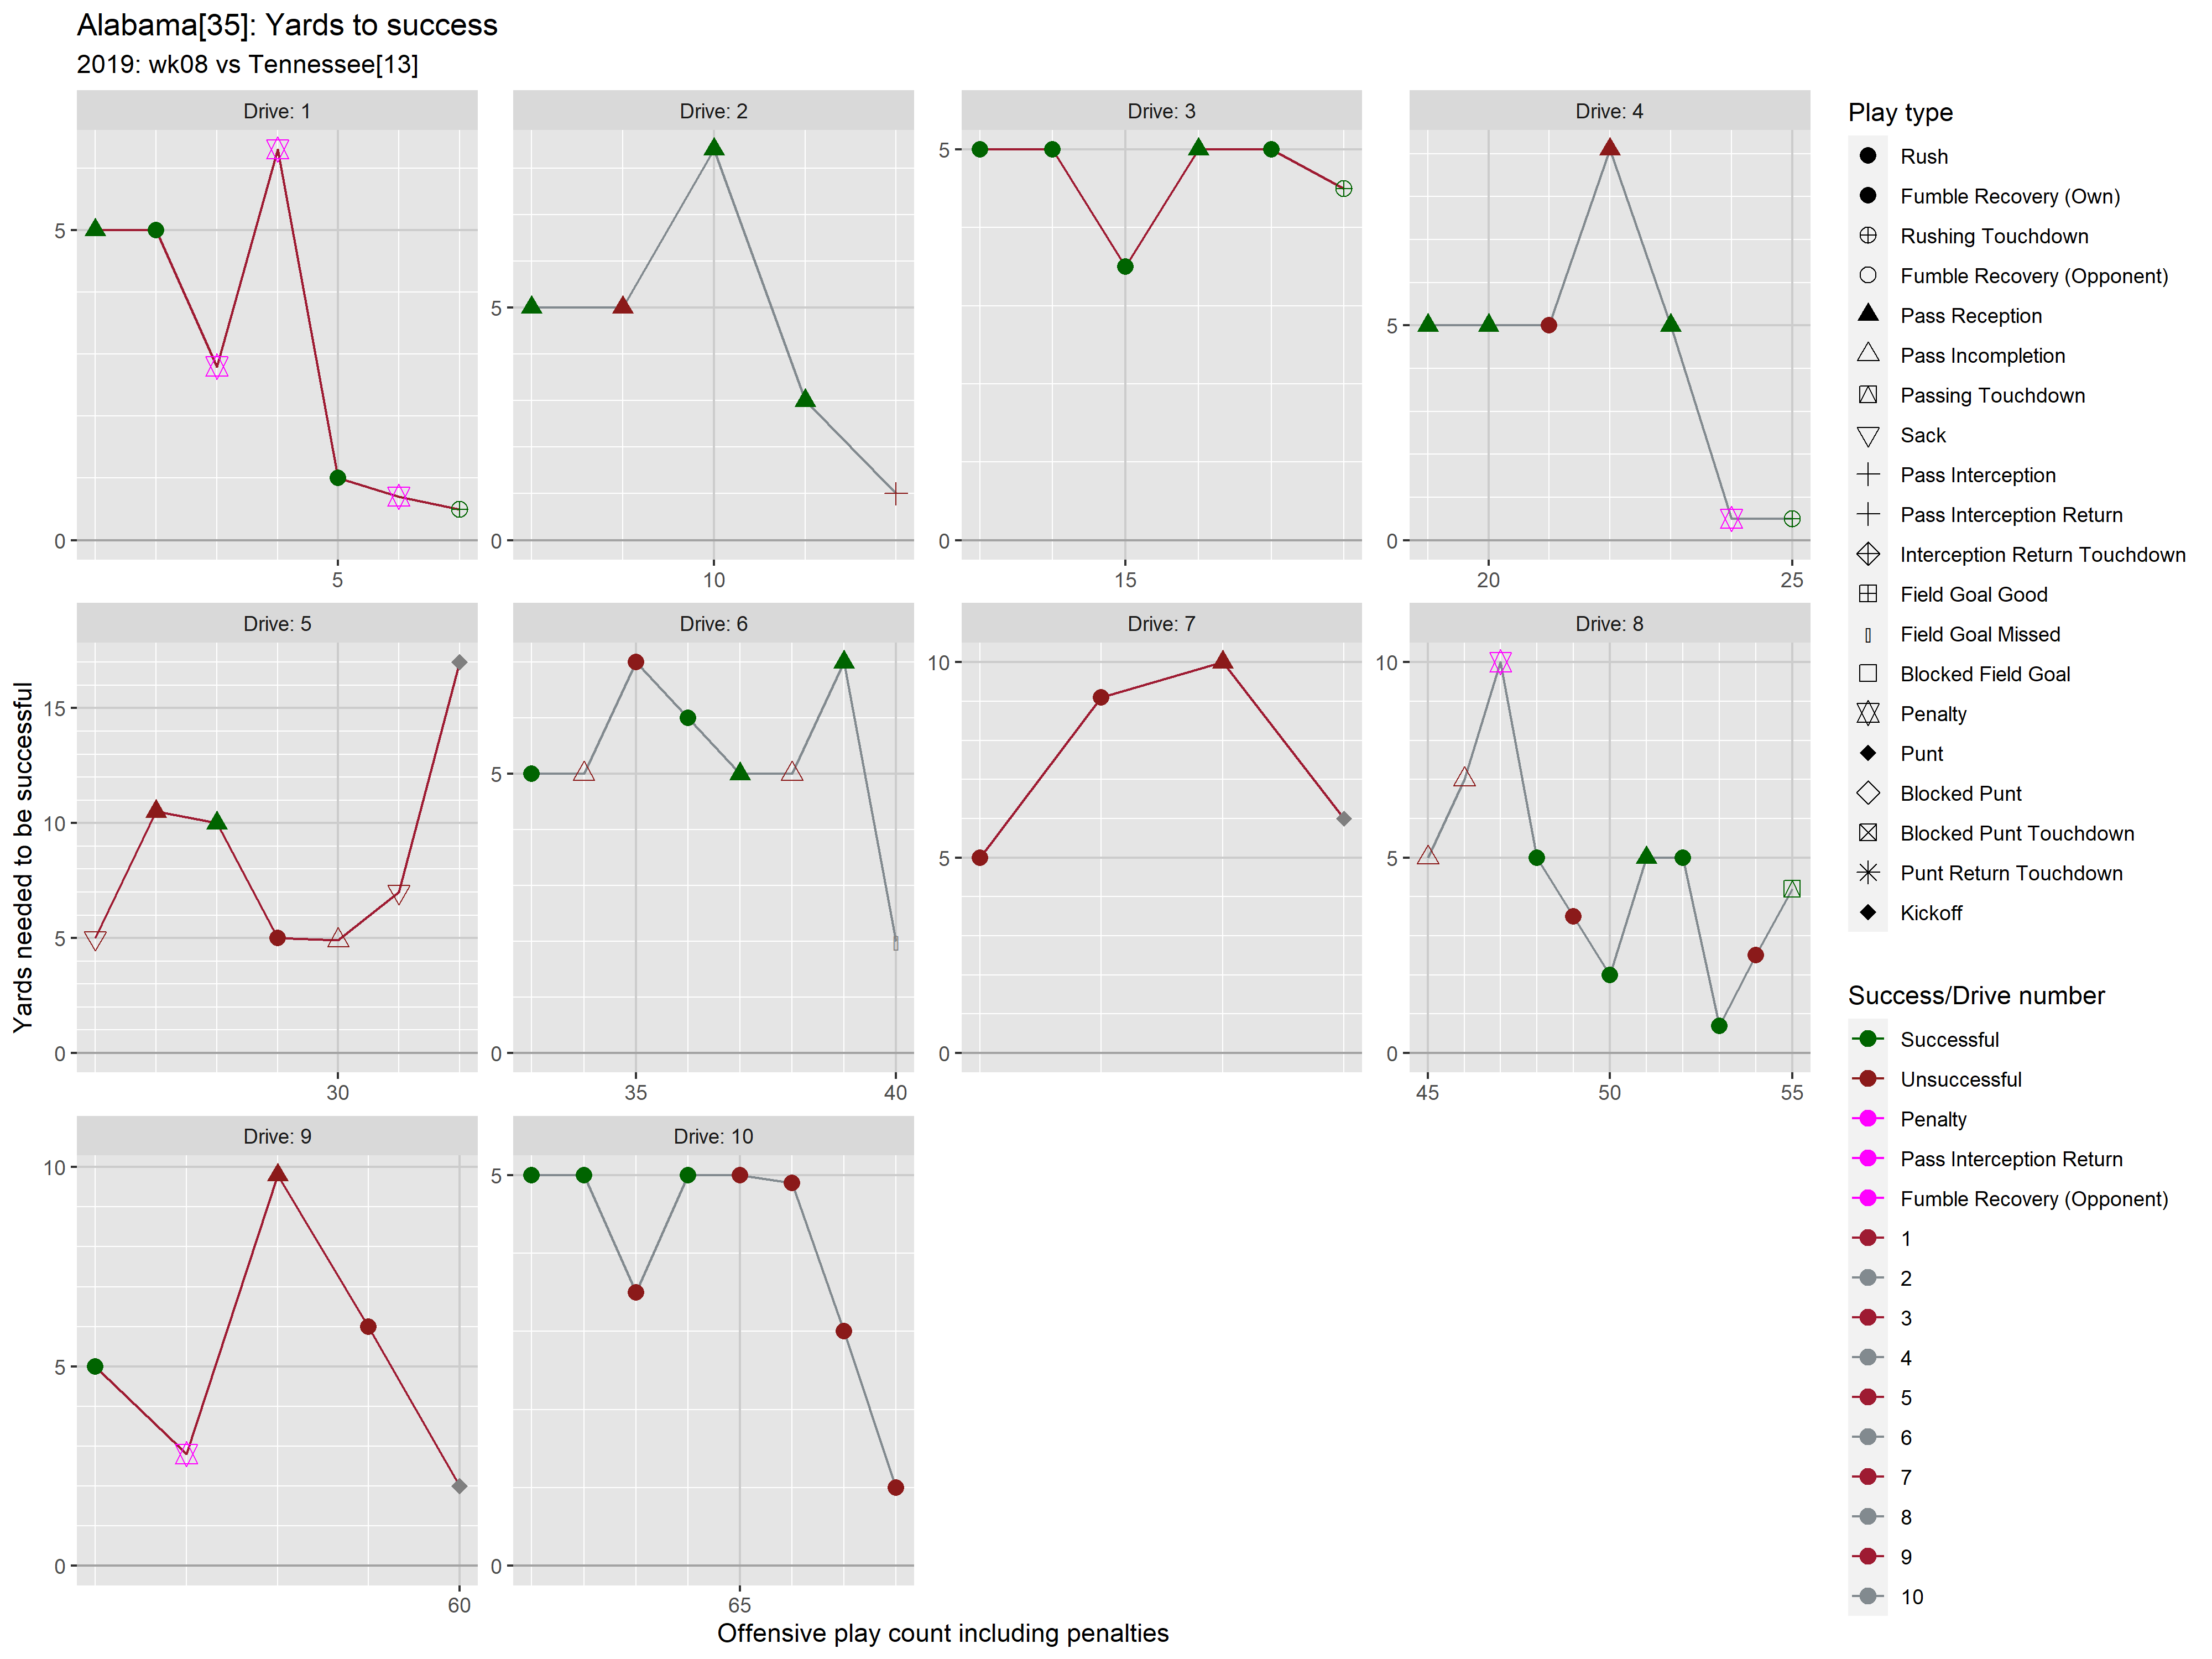 Alabama[35]: Yards to success
2019: wk08 vs Tennessee[13]
Drive: 1
Drive: 2
Drive: 3
Drive: 4
5
0
5
5
0
10
5
0
15
5
0
20
25
Drive: 5
Drive: 6
Drive: 7
Drive: 8
15
10
5
0
30
5
0
35
40
10
5
0
10
5
0
45
50
55
Drive: 9
Drive: 10
10
5
0
60
5
0
65
Yards needed to be successful
Offensive play count including penalties
Play type
Rush
Fumble Recovery (Own)
Rushing Touchdown
Fumble Recovery (Opponent)
Pass Reception
Pass Incompletion
Passing Touchdown
Sack
Pass Interception
Pass Interception Return
Interception Return Touchdown
Field Goal Good
Field Goal Missed
Blocked Field Goal
Penalty
Punt
Blocked Punt
Blocked Punt Touchdown
Punt Return Touchdown
Kickoff
Success/Drive number
Successful
Unsuccessful
Penalty
Pass Interception Return
Fumble Recovery (Opponent)
1
2
3
4
5
6
7
8
9
10